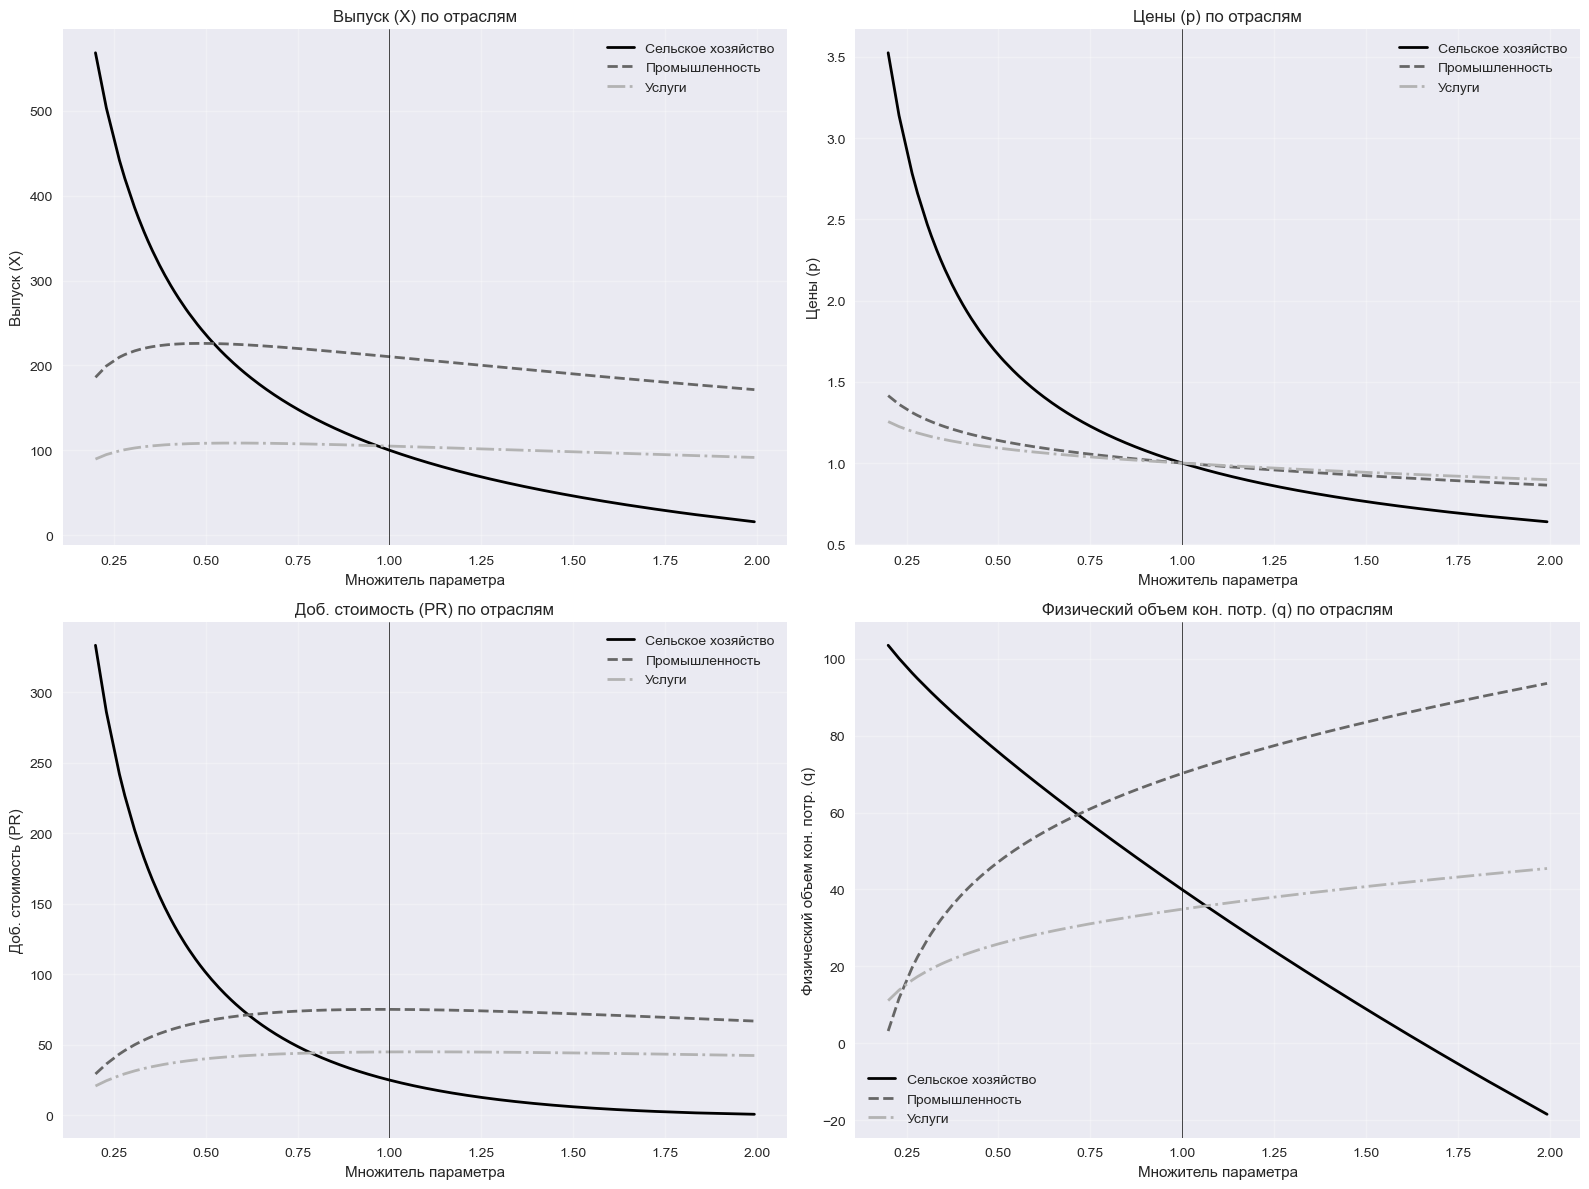 Выпуск (X) по отраслям
Выпуск (X)
500
400
300
200
100
0
0.25 0.50 0.75 1.00 1.25 1.50 1.75 2.00
Множитель параметра
Сельское хозяйство
Промышленность
Услуги
Цены (p) по отраслям
Цены (p)
3.5
3.0
2.5
2.0
1.5
1.0
0.5
0.25 0.50 0.75 1.00 1.25 1.50 1.75 2.00
Множитель параметра
Сельское хозяйство
Промышленность
Услуги
Доб. стоимость (PR) по отраслям
Доб. стоимость (PR)
300
250
200
150
100
50
0
0.25 0.50 0.75 1.00 1.25 1.50 1.75 2.00
Множитель параметра
Сельское хозяйство
Промышленность
Услуги
Физический объем кон. потр. (q) по отраслям
Физический объем кон. потр. (q)
100
80
60
40
20
0
−20
0.25 0.50 0.75 1.00 1.25 1.50 1.75 2.00
Множитель параметра
Сельское хозяйство
Промышленность
Услуги